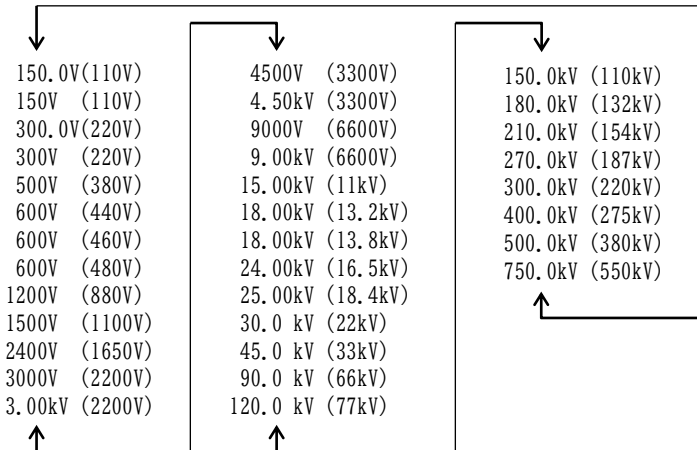 150.0V(110V)
150V (110V)
300.0V(220V)
300V (220V)
500V (380V)
600V (440V)
600V (460V)
600V (480V)
1200V (880V)
1500V (1100V)
2400V (1650V)
3000V (2200V)
3.00kV (2200V)
4500V (3300V)
4.50kV (3300V)
9000V (6600V)
9.00kV (6600V)
15.00kV (11kV)
18.00kV (13.2kV)
18.00kV (13.8kV)
24.00kV (16.5kV)
25.00kV (18.4kV)
30.0 kV (22kV)
45.0 kV (33kV)
90.0 kV (66kV)
120.0 kV (77kV)
150.0kV (110kV)
180.0kV (132kV)
210.0kV (154kV)
270.0kV (187kV)
300.0kV (220kV)
400.0kV (275kV)
500.0kV (380kV)
750.0kV (550kV)